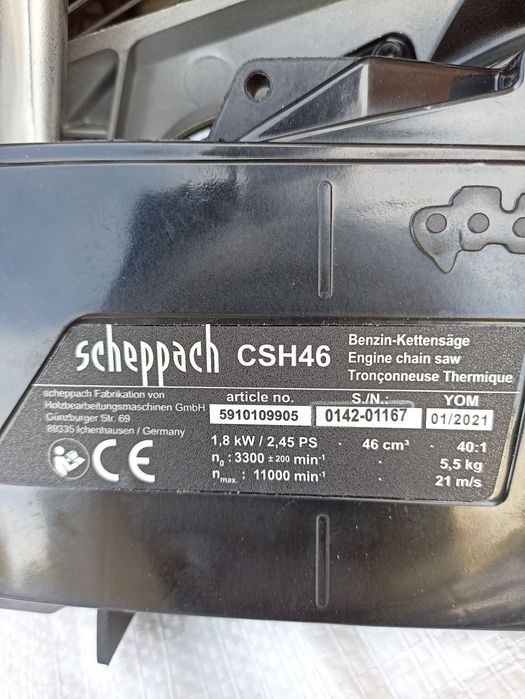 scheppach CSH46
Benzin-Kettensäge
Engine chain saw
Tronçonneuse Thermique
scheppach Fabrikation von
Holzbearbeitungsmaschinen GmbH
Günzburger Str. 69
89335 Ichenhausen / Germany
article no. S./N.: YOM
5910109905 0142-01167 01/2021
1,8 kW / 2,45 PS · 46 cm³ · 40:1
n0 : 3300 ± 200 min-1 · 5,5 kg
nmax. : 11000 min-1 · 21 m/s
CE